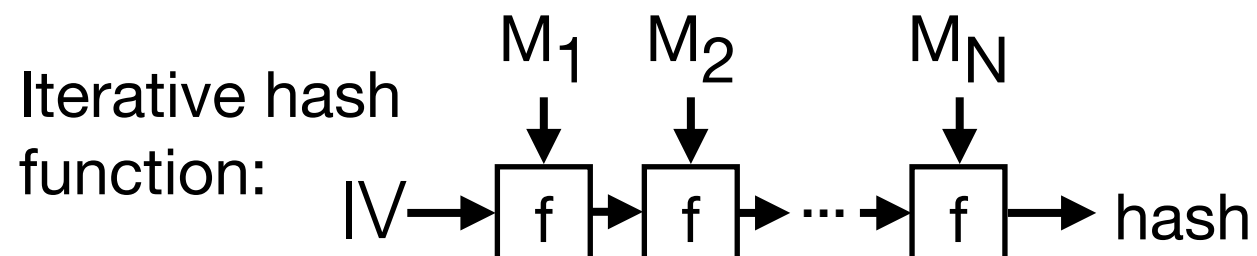 M1 M2 MN
Iterative hash
function:
IV f f ... f hash